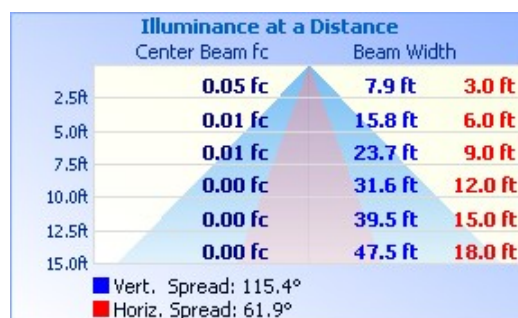 Illuminance at a Distance
Center Beam fc Beam Width
2.5ft 0.05 fc 7.9 ft 3.0 ft
5.0ft 0.01 fc 15.8 ft 6.0 ft
7.5ft 0.01 fc 23.7 ft 9.0 ft
10.0ft 0.00 fc 31.6 ft 12.0 ft
12.5ft 0.00 fc 39.5 ft 15.0 ft
15.0ft 0.00 fc 47.5 ft 18.0 ft
Vert. Spread: 115.4°
Horiz. Spread: 61.9°